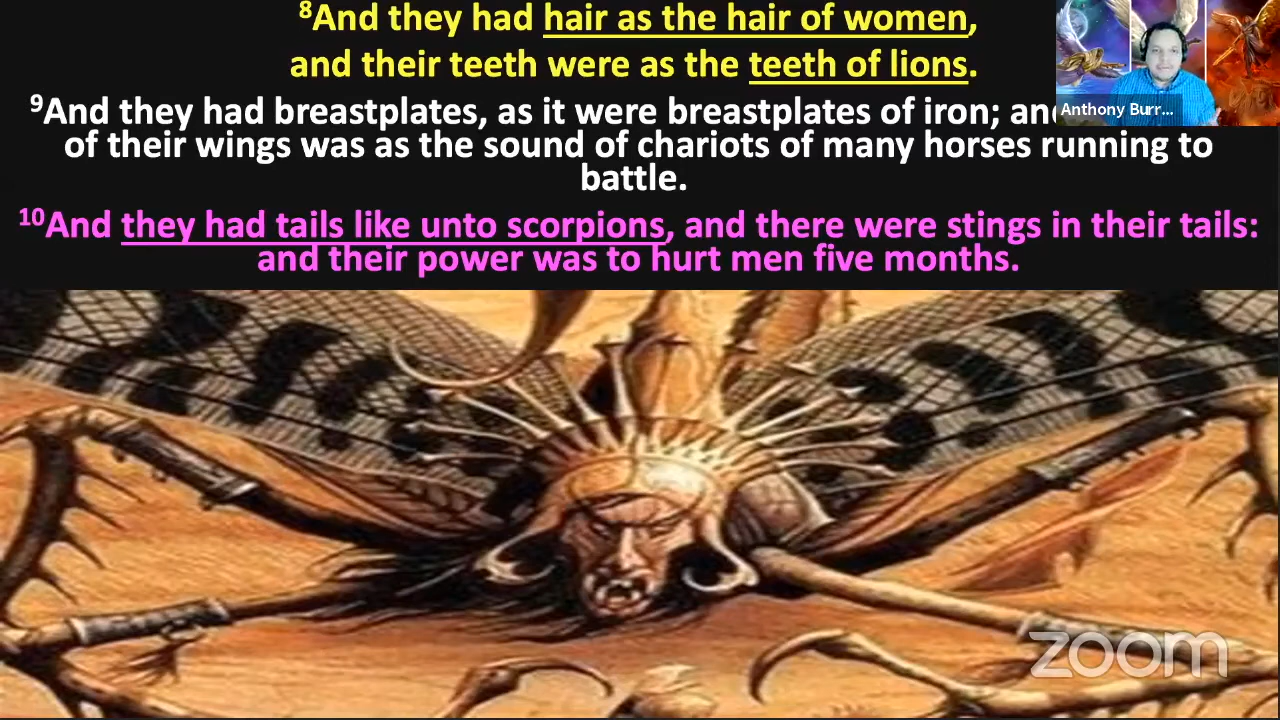 ⁸And they had hair as the hair of women,
and their teeth were as the teeth of lions.
⁹And they had breastplates, as it were breastplates of iron; and
of their wings was as the sound of chariots of many horses running to
battle.
¹⁰And they had tails like unto scorpions, and there were stings in their tails:
and their power was to hurt men five months.
Anthony Burr...
zoom